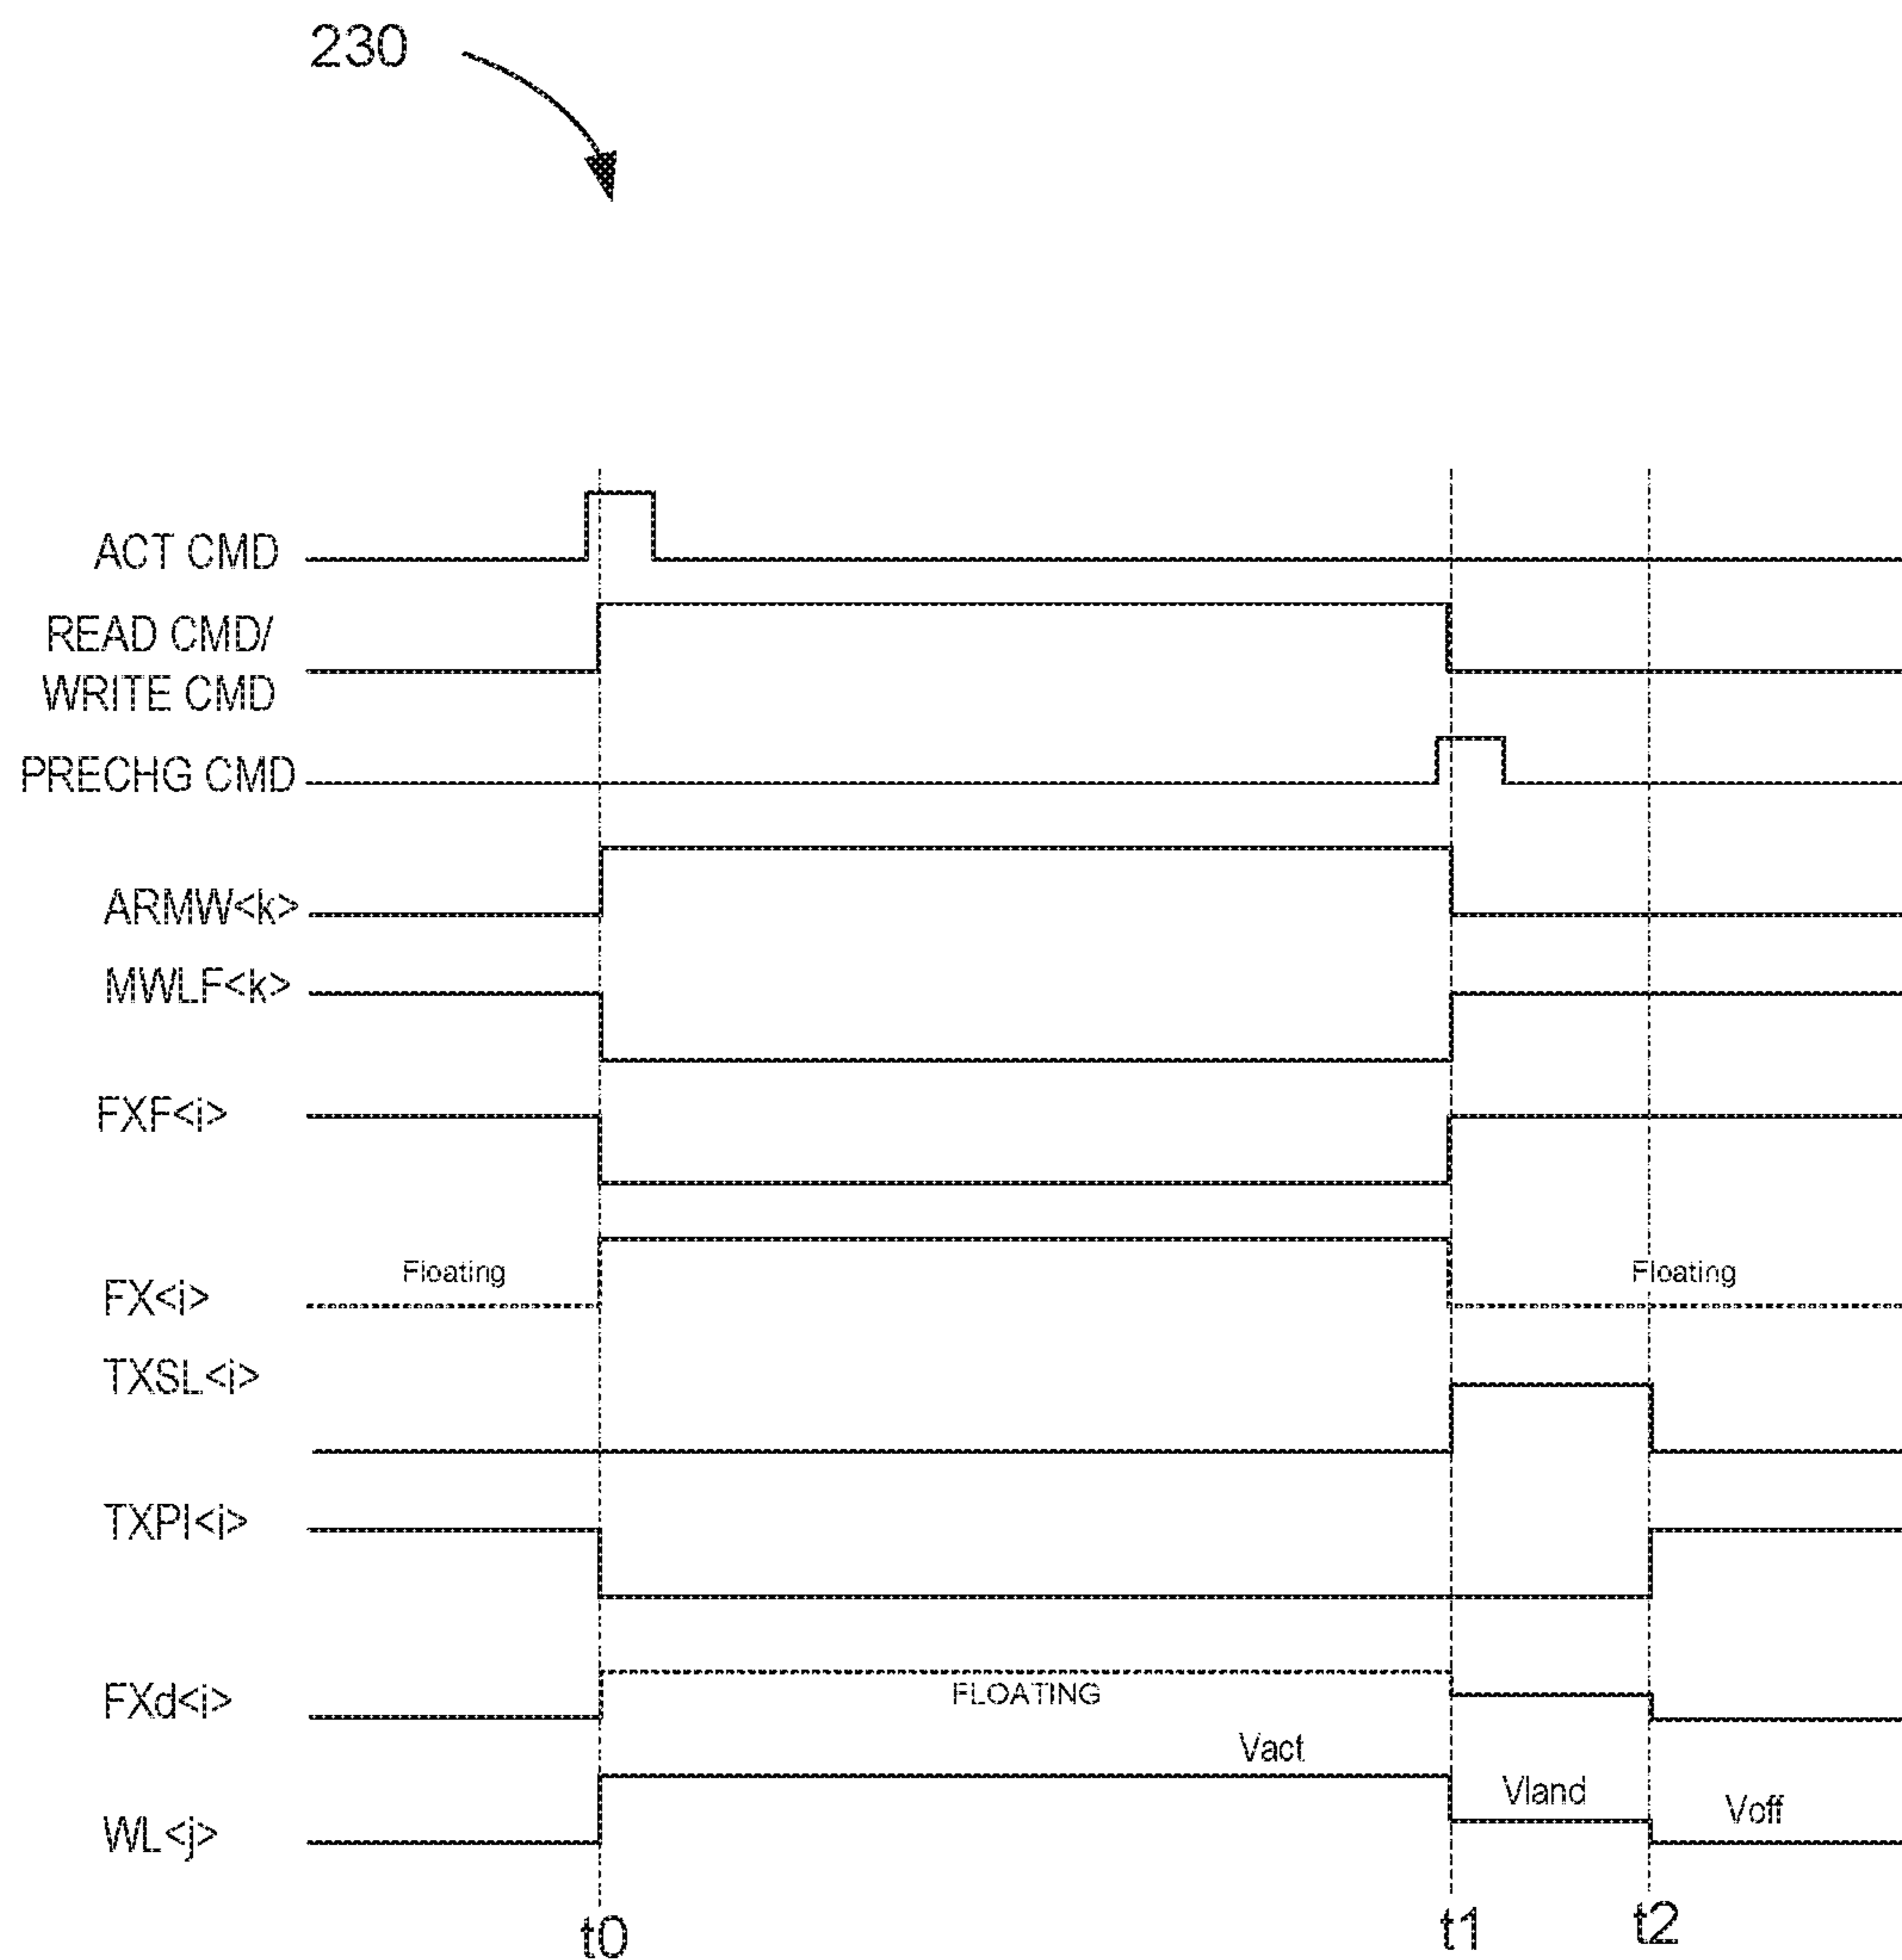 230
ACT CMD
READ CMD/
WRITE CMD
PRECHG CMD
ARMW<k>
MWLF<k>
FXF<i>
Floating
Floating
FX<i>
TXSL<i>
TXPI<i>
FXd<i>
FLOATING
Vact
Vland
Voff
WL<j>
t0
t1
t2